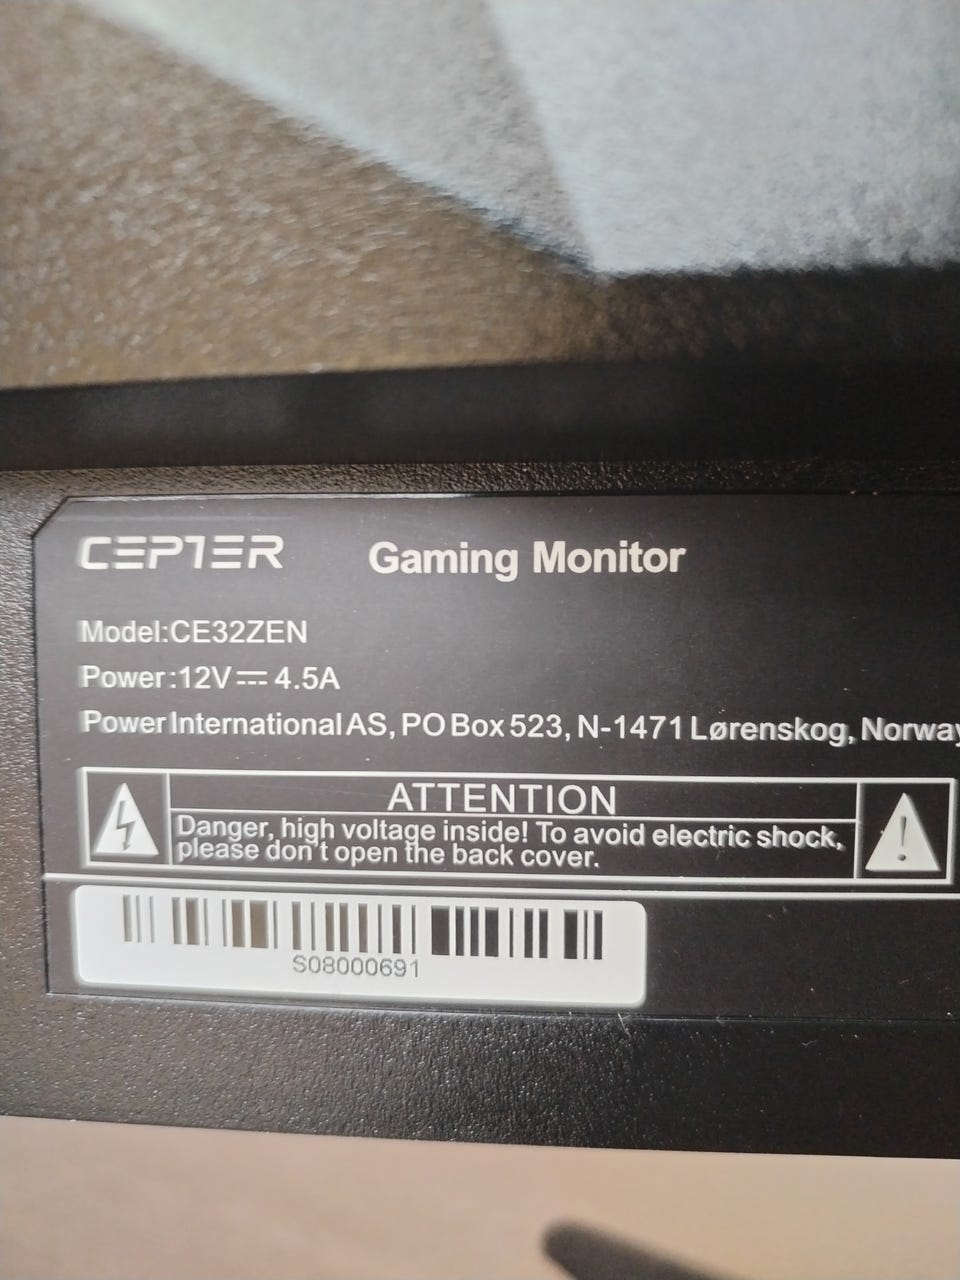 CEPTER Gaming Monitor
Model:CE32ZEN
Power:12V⎓4.5A
Power International AS, PO Box 523, N-1471 Lørenskog, Norway
ATTENTION
Danger, high voltage inside! To avoid electric shock,
please don't open the back cover.
S08000691